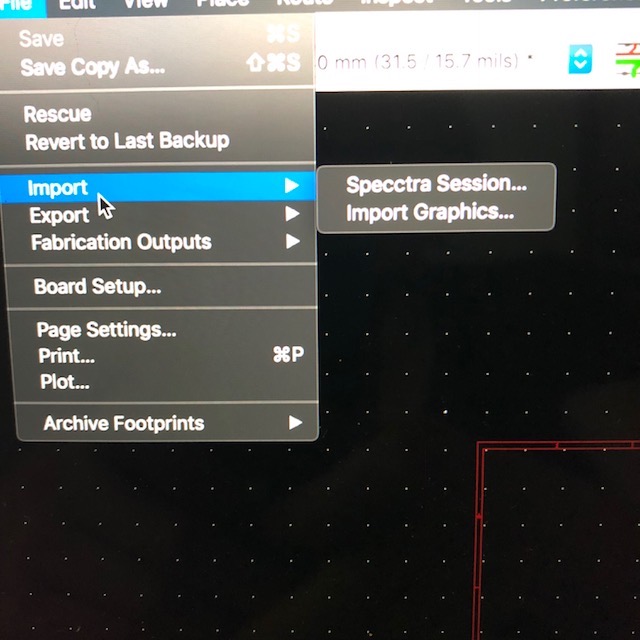 File Edit View Place Route Inspect Tools
Save ⌘S
Save Copy As... ⇧⌘S
0 mm (31.5 / 15.7 mils) *
Rescue
Revert to Last Backup
Import
Specctra Session...
Export
Import Graphics...
Fabrication Outputs
Board Setup...
Page Settings...
Print... ⌘P
Plot...
Archive Footprints